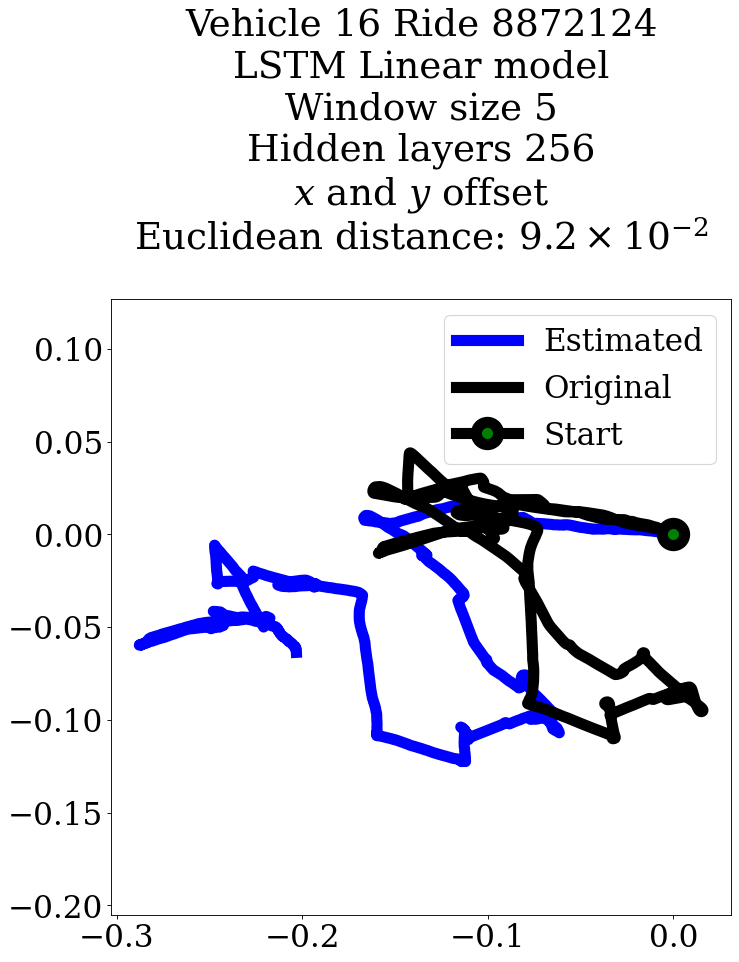 Vehicle 16 Ride 8872124
LSTM Linear model
Window size 5
Hidden layers 256
x and y offset
Euclidean distance: 9.2 × 10⁻²
Estimated
Original
Start
0.10
0.05
0.00
−0.05
−0.10
−0.15
−0.20
−0.3
−0.2
−0.1
0.0